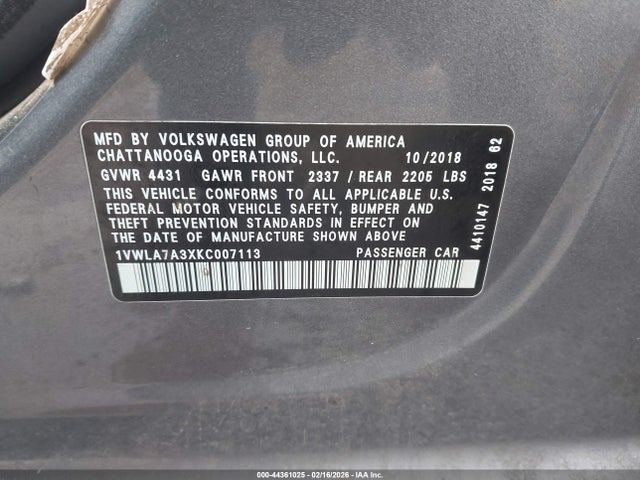 MFD BY VOLKSWAGEN GROUP OF AMERICA
CHATTANOOGA OPERATIONS, LLC. 10/2018
GVWR 4431 GAWR FRONT 2337 / REAR 2205 LBS
THIS VEHICLE CONFORMS TO ALL APPLICABLE U.S.
FEDERAL MOTOR VEHICLE SAFETY, BUMPER AND
THEFT PREVENTION STANDARDS IN EFFECT ON
THE DATE OF MANUFACTURE SHOWN ABOVE
1VWLA7A3XKC007113 PASSENGER CAR
4410147 2018 62
000-44361025 - 02/16/2026 - IAA Inc.